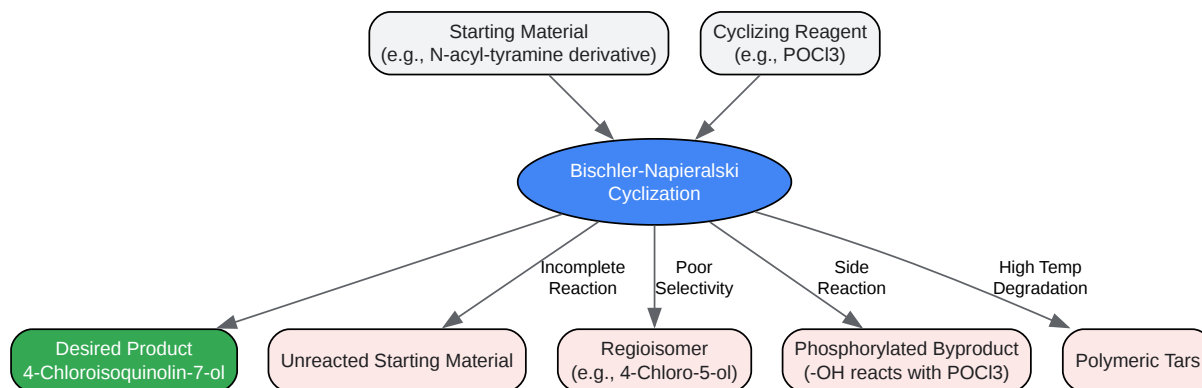 Starting Material
(e.g., N-acyl-tyramine derivative)
Cyclizing Reagent
(e.g., POCl3)
Bischler-Napieralski
Cyclization
Incomplete
Reaction
Poor
Selectivity
Side
Reaction
High Temp
Degradation
Desired Product
4-Chloroisoquinolin-7-ol
Unreacted Starting Material
Regioisomer
(e.g., 4-Chloro-5-ol)
Phosphorylated Byproduct
(-OH reacts with POCl3)
Polymeric Tars